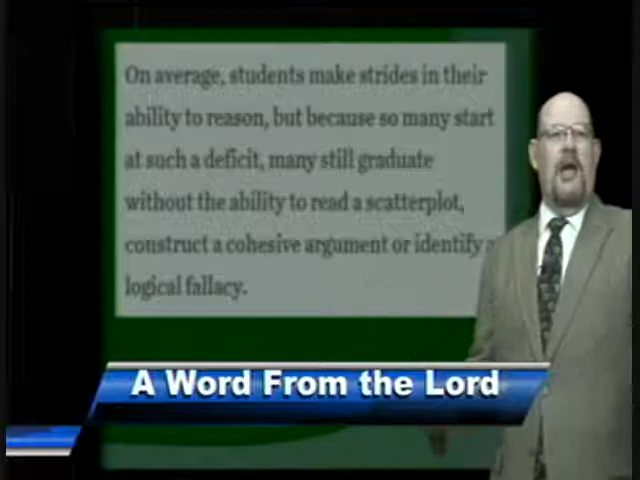 On average, students make strides in their
ability to reason, but because so many start
at such a deficit, many still graduate
without the ability to read a scatterplot,
construct a cohesive argument or identify a
logical fallacy.
A Word From the Lord